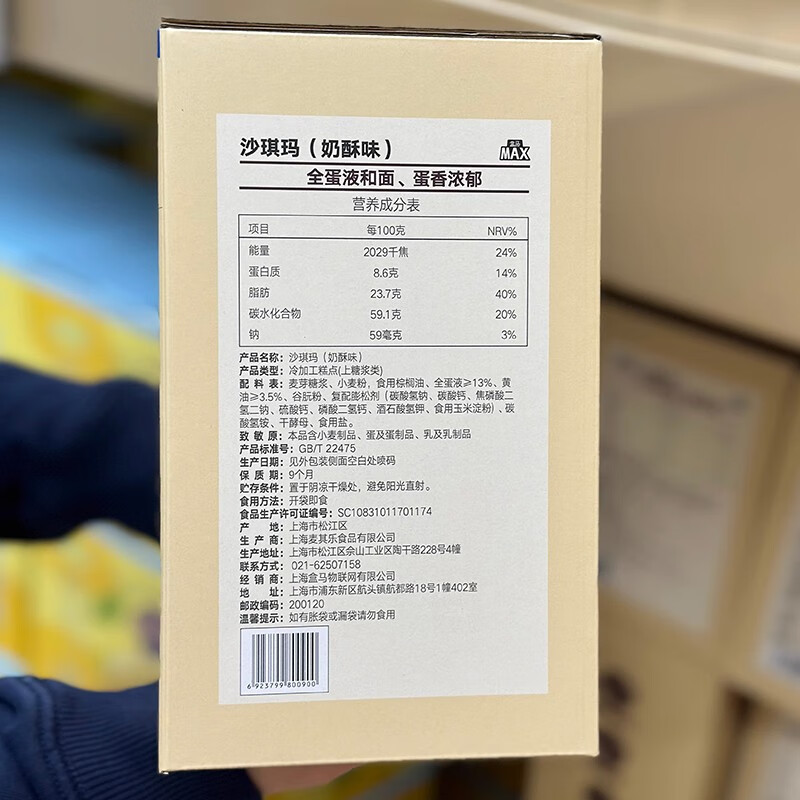 沙琪玛（奶酥味）
MAX
全蛋液和面、蛋香浓郁
营养成分表
项目 每100克 NRV%
能量 2029千焦 24%
蛋白质 8.6克 14%
脂肪 23.7克 40%
碳水化合物 59.1克 20%
钠 59毫克 3%
产品名称：沙琪玛（奶酥味）
产品类型：冷加工糕点(上糖浆类)
配料表：麦芽糖浆、小麦粉，食用棕榈油、全蛋液≥13%、黄
油≥3.5%、谷朊粉、复配膨松剂（碳酸氢钠、碳酸钙、焦磷酸二
氢二钠、硫酸钙、磷酸二氢钙、酒石酸氢钾、食用玉米淀粉）、碳
酸氢铵、干酵母、食用盐。
致敏原：本品含小麦制品、蛋及蛋制品、乳及乳制品
产品标准号：GB/T 22475
生产日期：见外包装侧面空白处喷码
保质期：9个月
贮存条件：置于阴凉干燥处，避免阳光直射。
食用方法：开袋即食
食品生产许可证编号：SC10831011701174
产地：上海市松江区
生产商：上海麦其乐食品有限公司
生产地址：上海市松江区佘山工业区陶干路228号4幢
联系方式：021-62507158
经销商：上海盒马物联网有限公司
地址：上海市浦东新区航头镇航都路18号1幢402室
邮政编码：200120
温馨提示：如有胀袋或漏袋请勿食用
6 923799 800900